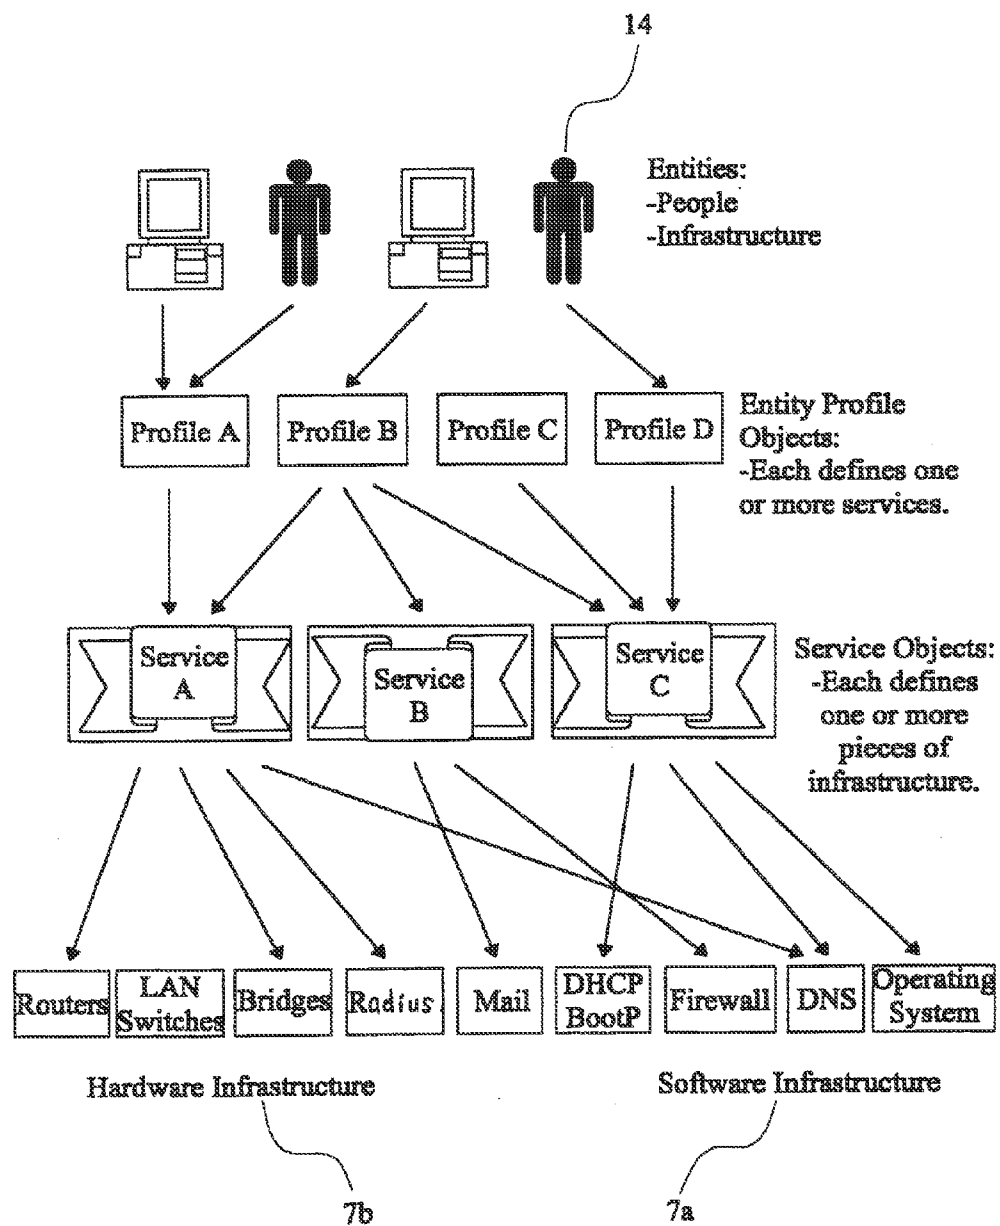 14
Entities:
-People
-Infrastructure
Profile A
Profile B
Profile C
Profile D
Entity Profile
Objects:
-Each defines one
or more services.
Service
A
Service
B
Service
C
Service Objects:
-Each defines
one or more
pieces of
infrastructure.
Routers
LAN
Switches
Bridges
Radius.
Mail
DHCP
BootP
Firewall
DNS
Operating
System
Hardware Infrastructure
Software Infrastructure
7b
7a